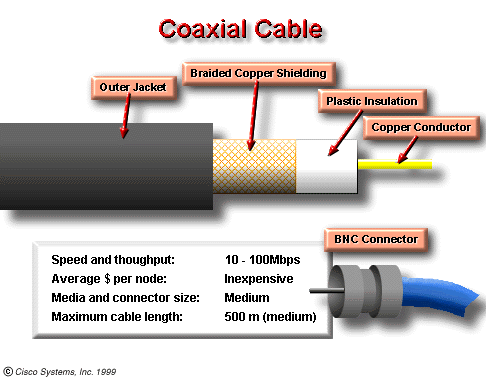 Coaxial Cable
Braided Copper Shielding
Outer Jacket
Plastic Insulation
Copper Conductor
BNC Connector
Speed and thoughput: 10 - 100Mbps
Average $ per node: Inexpensive
Media and connector size: Medium
Maximum cable length: 500 m (medium)
© Cisco Systems, Inc. 1999